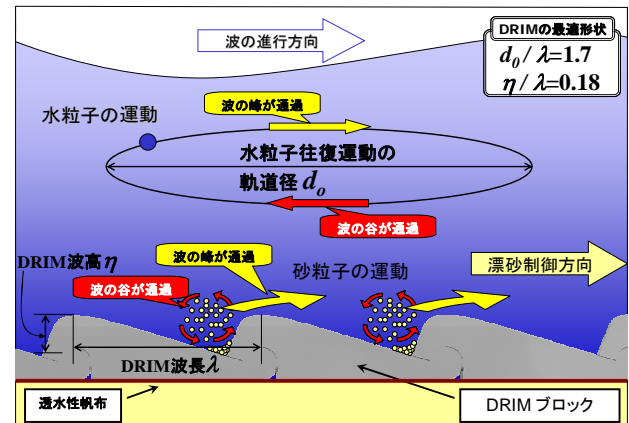 波の進行方向
DRIMの最適形状
d0/λ=1.7
η/λ=0.18
波の峰が通過
水粒子の運動
水粒子往復運動の
軌道径do
波の谷が通過
DRIM波高η
波の峰が通過
砂粒子の運動
漂砂制御方向
波の谷が通過
DRIM波長λ
透水性帆布
DRIM ブロック